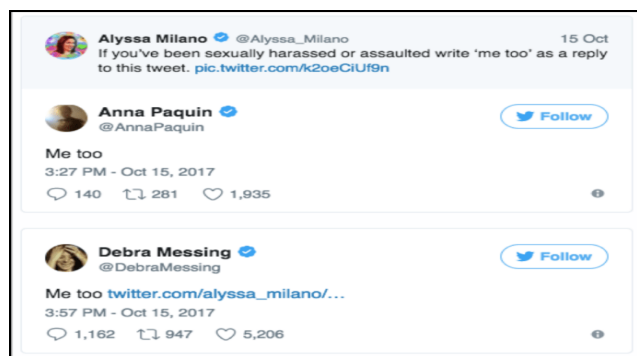 Alyssa Milano @Alyssa_Milano 15 Oct
If you've been sexually harassed or assaulted write 'me too' as a reply
to this tweet. pic.twitter.com/k2oeCiUf9n
Anna Paquin
@AnnaPaquin
Follow
Me too
3:27 PM - Oct 15, 2017
140 281 1,935
Debra Messing
@DebraMessing
Follow
Me too twitter.com/alyssa_milano/...
3:57 PM - Oct 15, 2017
1,162 947 5,206